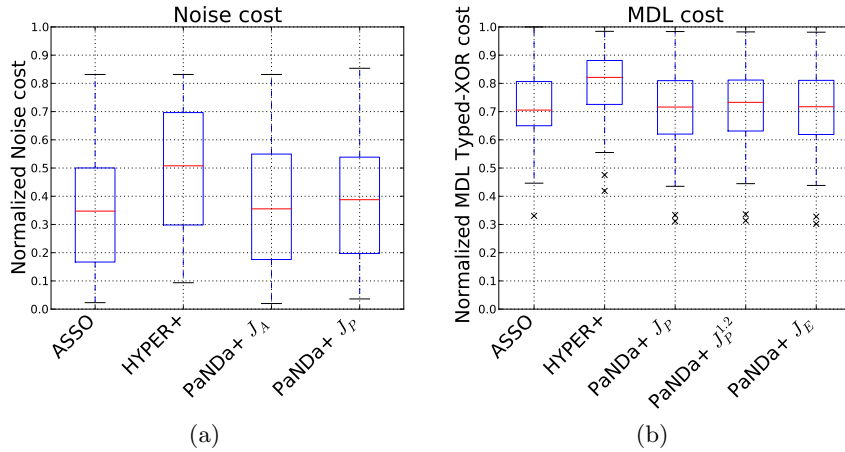 Noise cost
Normalized Noise cost
1.0
0.9
0.8
0.7
0.6
0.5
0.4
0.3
0.2
0.1
0.0
ASSO
HYPER+
PaNDa+ J_A
PaNDa+ J_P
(a)
MDL cost
Normalized MDL Typed-XOR cost
1.0
0.9
0.8
0.7
0.6
0.5
0.4
0.3
0.2
0.1
0.0
ASSO
HYPER+
PaNDa+ J_P
PaNDa+ J_P^{1.2}
PaNDa+ J_E
(b)